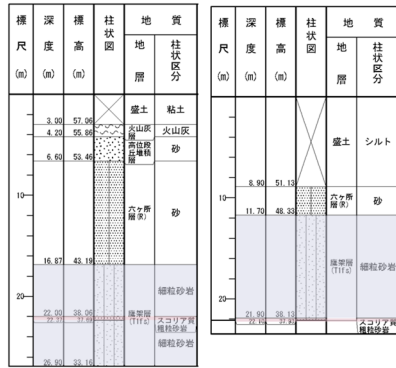 標尺(m) 深度(m) 標高(m) 柱状図 地質
地層 柱状区分
3.00 57.06 盛土 粘土
4.20 55.86 火山灰層 火山灰
6.60 53.46 高位段丘堆積層 砂
10
六ヶ所層(R) 砂
16.87 43.19
細粒砂岩
20
鷹架層(T1fs)
22.00 38.06
スコリア質粗粒砂岩
細粒砂岩
26.90 33.16
標尺(m) 深度(m) 標高(m) 柱状図 地質
地層 柱状区分
盛土 シルト
8.90 51.13
10
六ヶ所層(R) 砂
11.70 48.33
鷹架層(T1fs) 細粒砂岩
20
21.90 38.13
スコリア質粗粒砂岩